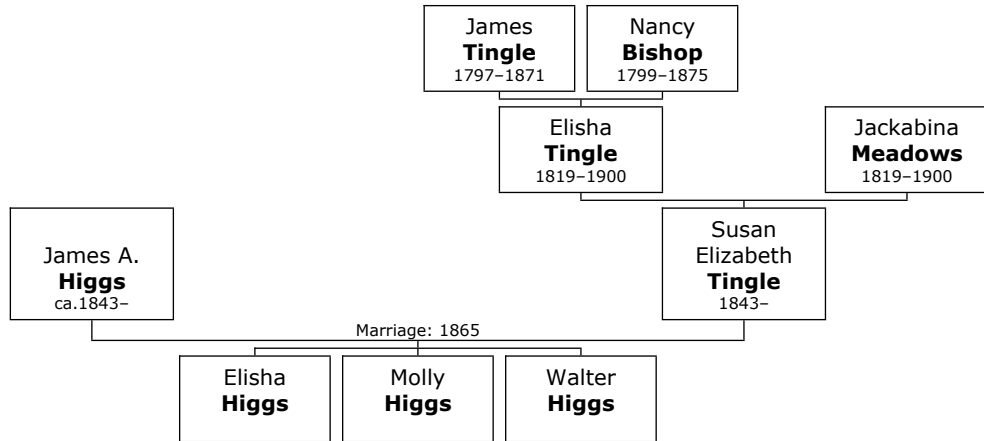 James
Tingle
1797–1871
Nancy
Bishop
1799–1875
Elisha
Tingle
1819–1900
Jackabina
Meadows
1819–1900
James A.
Higgs
ca.1843–
Susan
Elizabeth
Tingle
1843–
Marriage: 1865
Elisha
Higgs
Molly
Higgs
Walter
Higgs